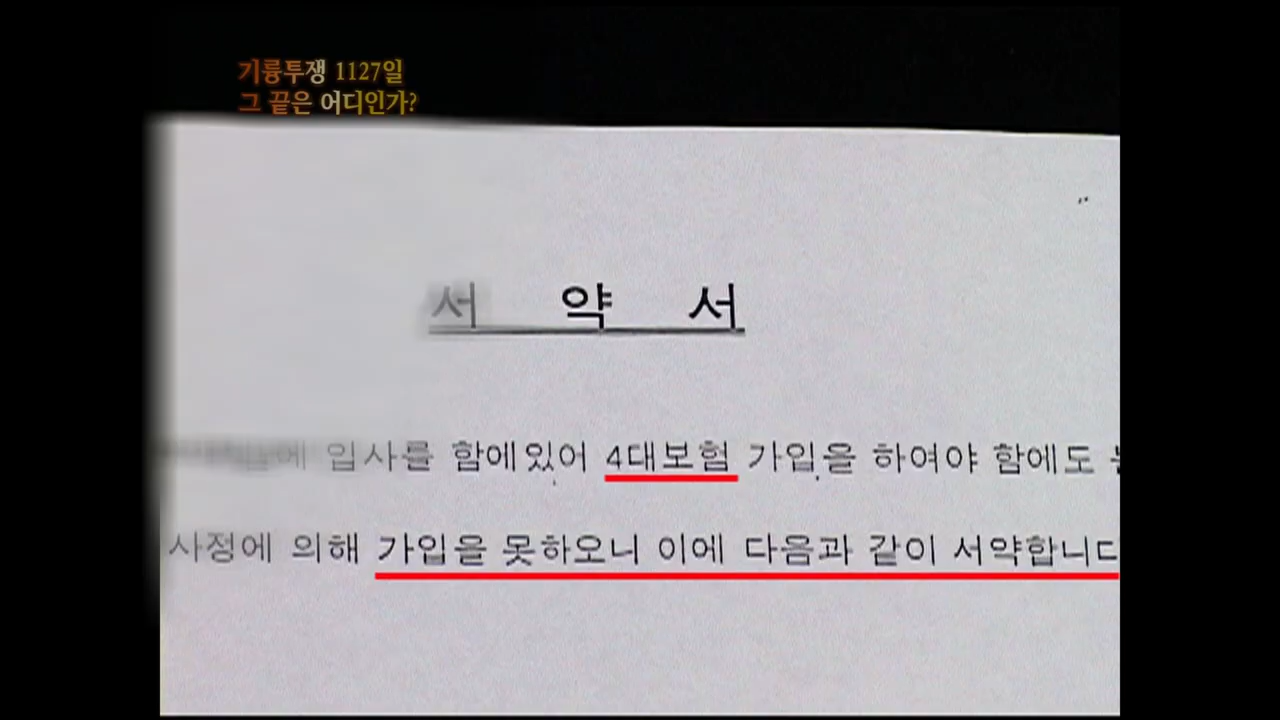 기륭투쟁 1127일
그 끝은 어디인가?
서 약 서
입사를 함에있어 4대보험 가입을 하여야 함에도
사정에 의해 가입을 못하오니 이에 다음과 같이 서약합니다